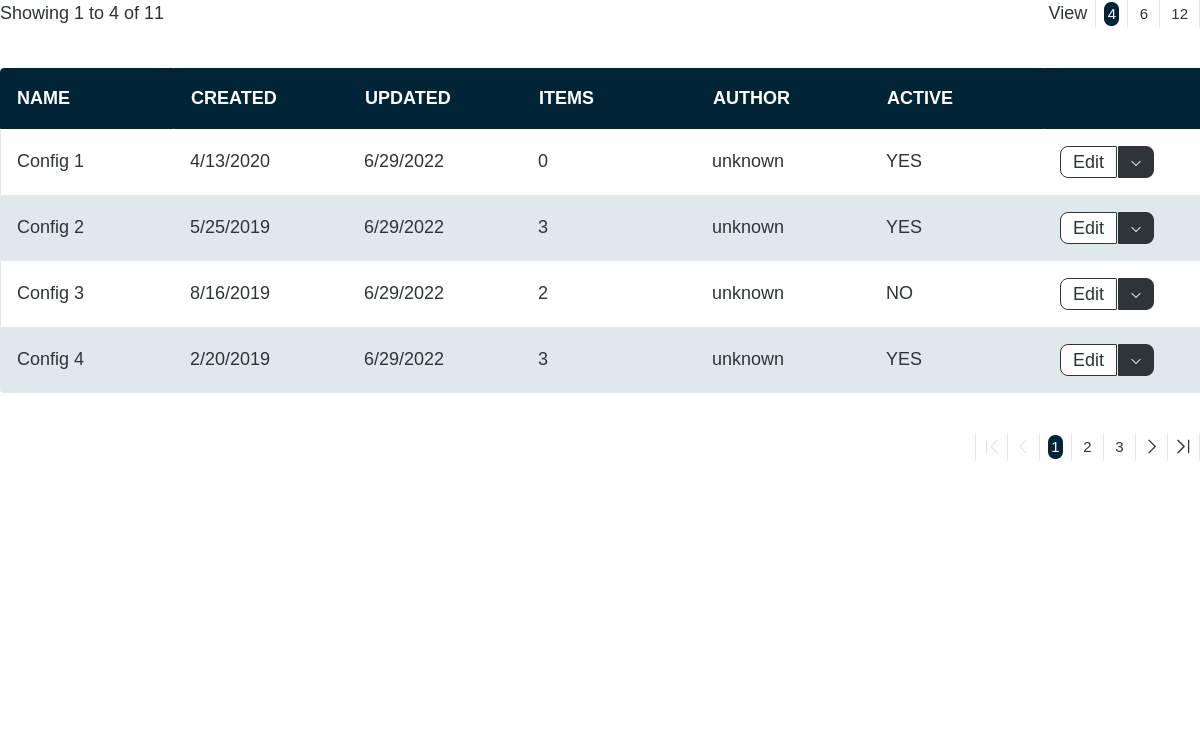 Showing 1 to 4 of 11 View 4 6 12
NAME CREATED UPDATED ITEMS AUTHOR ACTIVE
Config 1 4/13/2020 6/29/2022 0 unknown YES Edit
Config 2 5/25/2019 6/29/2022 3 unknown YES Edit
Config 3 8/16/2019 6/29/2022 2 unknown NO Edit
Config 4 2/20/2019 6/29/2022 3 unknown YES Edit
1 2 3